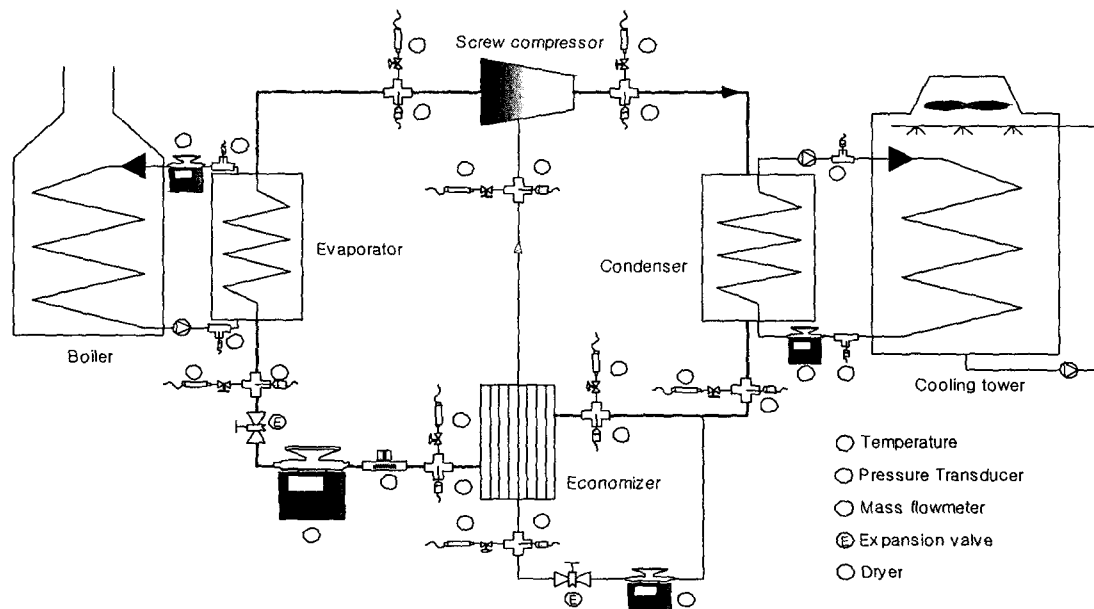 Screw compressor
Evaporator
Condenser
Boiler
Cooling tower
E
Economizer
E
Temperature
Pressure Transducer
Mass flowmeter
E Expansion valve
Dryer